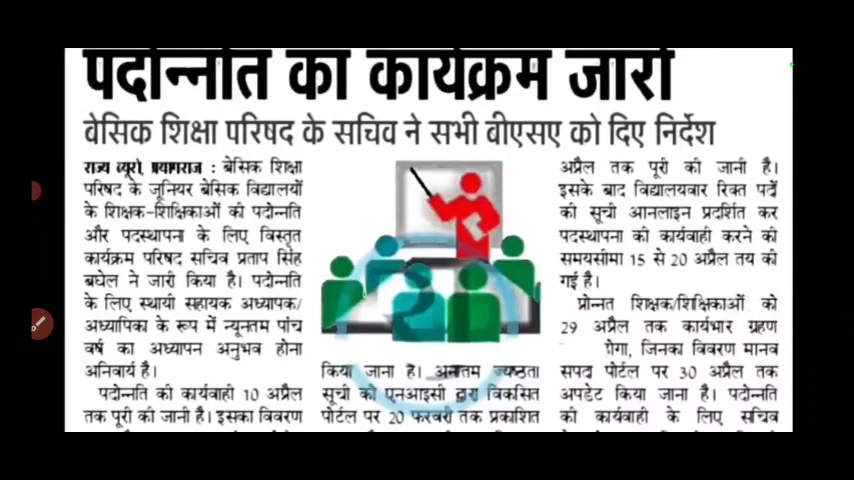 पदोन्नति का कार्यक्रम जारी
बेसिक शिक्षा परिषद के सचिव ने सभी बीएसए को दिए निर्देश
राज्य ब्यूरो, प्रयागराज : बेसिक शिक्षा
परिषद के जूनियर बेसिक विद्यालयों
के शिक्षक-शिक्षिकाओं की पदोन्नति
और पदस्थापना के लिए विस्तृत
कार्यक्रम परिषद सचिव प्रताप सिंह
बघेल ने जारी किया है। पदोन्नति
के लिए स्थायी सहायक अध्यापक/
अध्यापिका के रूप में न्यूनतम पांच
वर्ष का अध्यापन अनुभव होना
अनिवार्य है।
पदोन्नति की कार्यवाही 10 अप्रैल
तक पूरी की जानी है। इसका विवरण
किया जाना है। अनंतिम ज्येष्ठता
सूची को एनआइसी द्वारा विकसित
पोर्टल पर 20 फरवरी तक प्रकाशित
अप्रैल तक पूरी की जानी है।
इसके बाद विद्यालयवार रिक्त पदों
की सूची आनलाइन प्रदर्शित कर
पदस्थापना की कार्यवाही करने की
समयसीमा 15 से 20 अप्रैल तय की
गई है।
प्रोन्नत शिक्षक/शिक्षिकाओं को
29 अप्रैल तक कार्यभार ग्रहण
जिनका विवरण मानव
संपदा पोर्टल पर 30 अप्रैल तक
अपडेट किया जाना है। पदोन्नति
की कार्यवाही के लिए सचिव